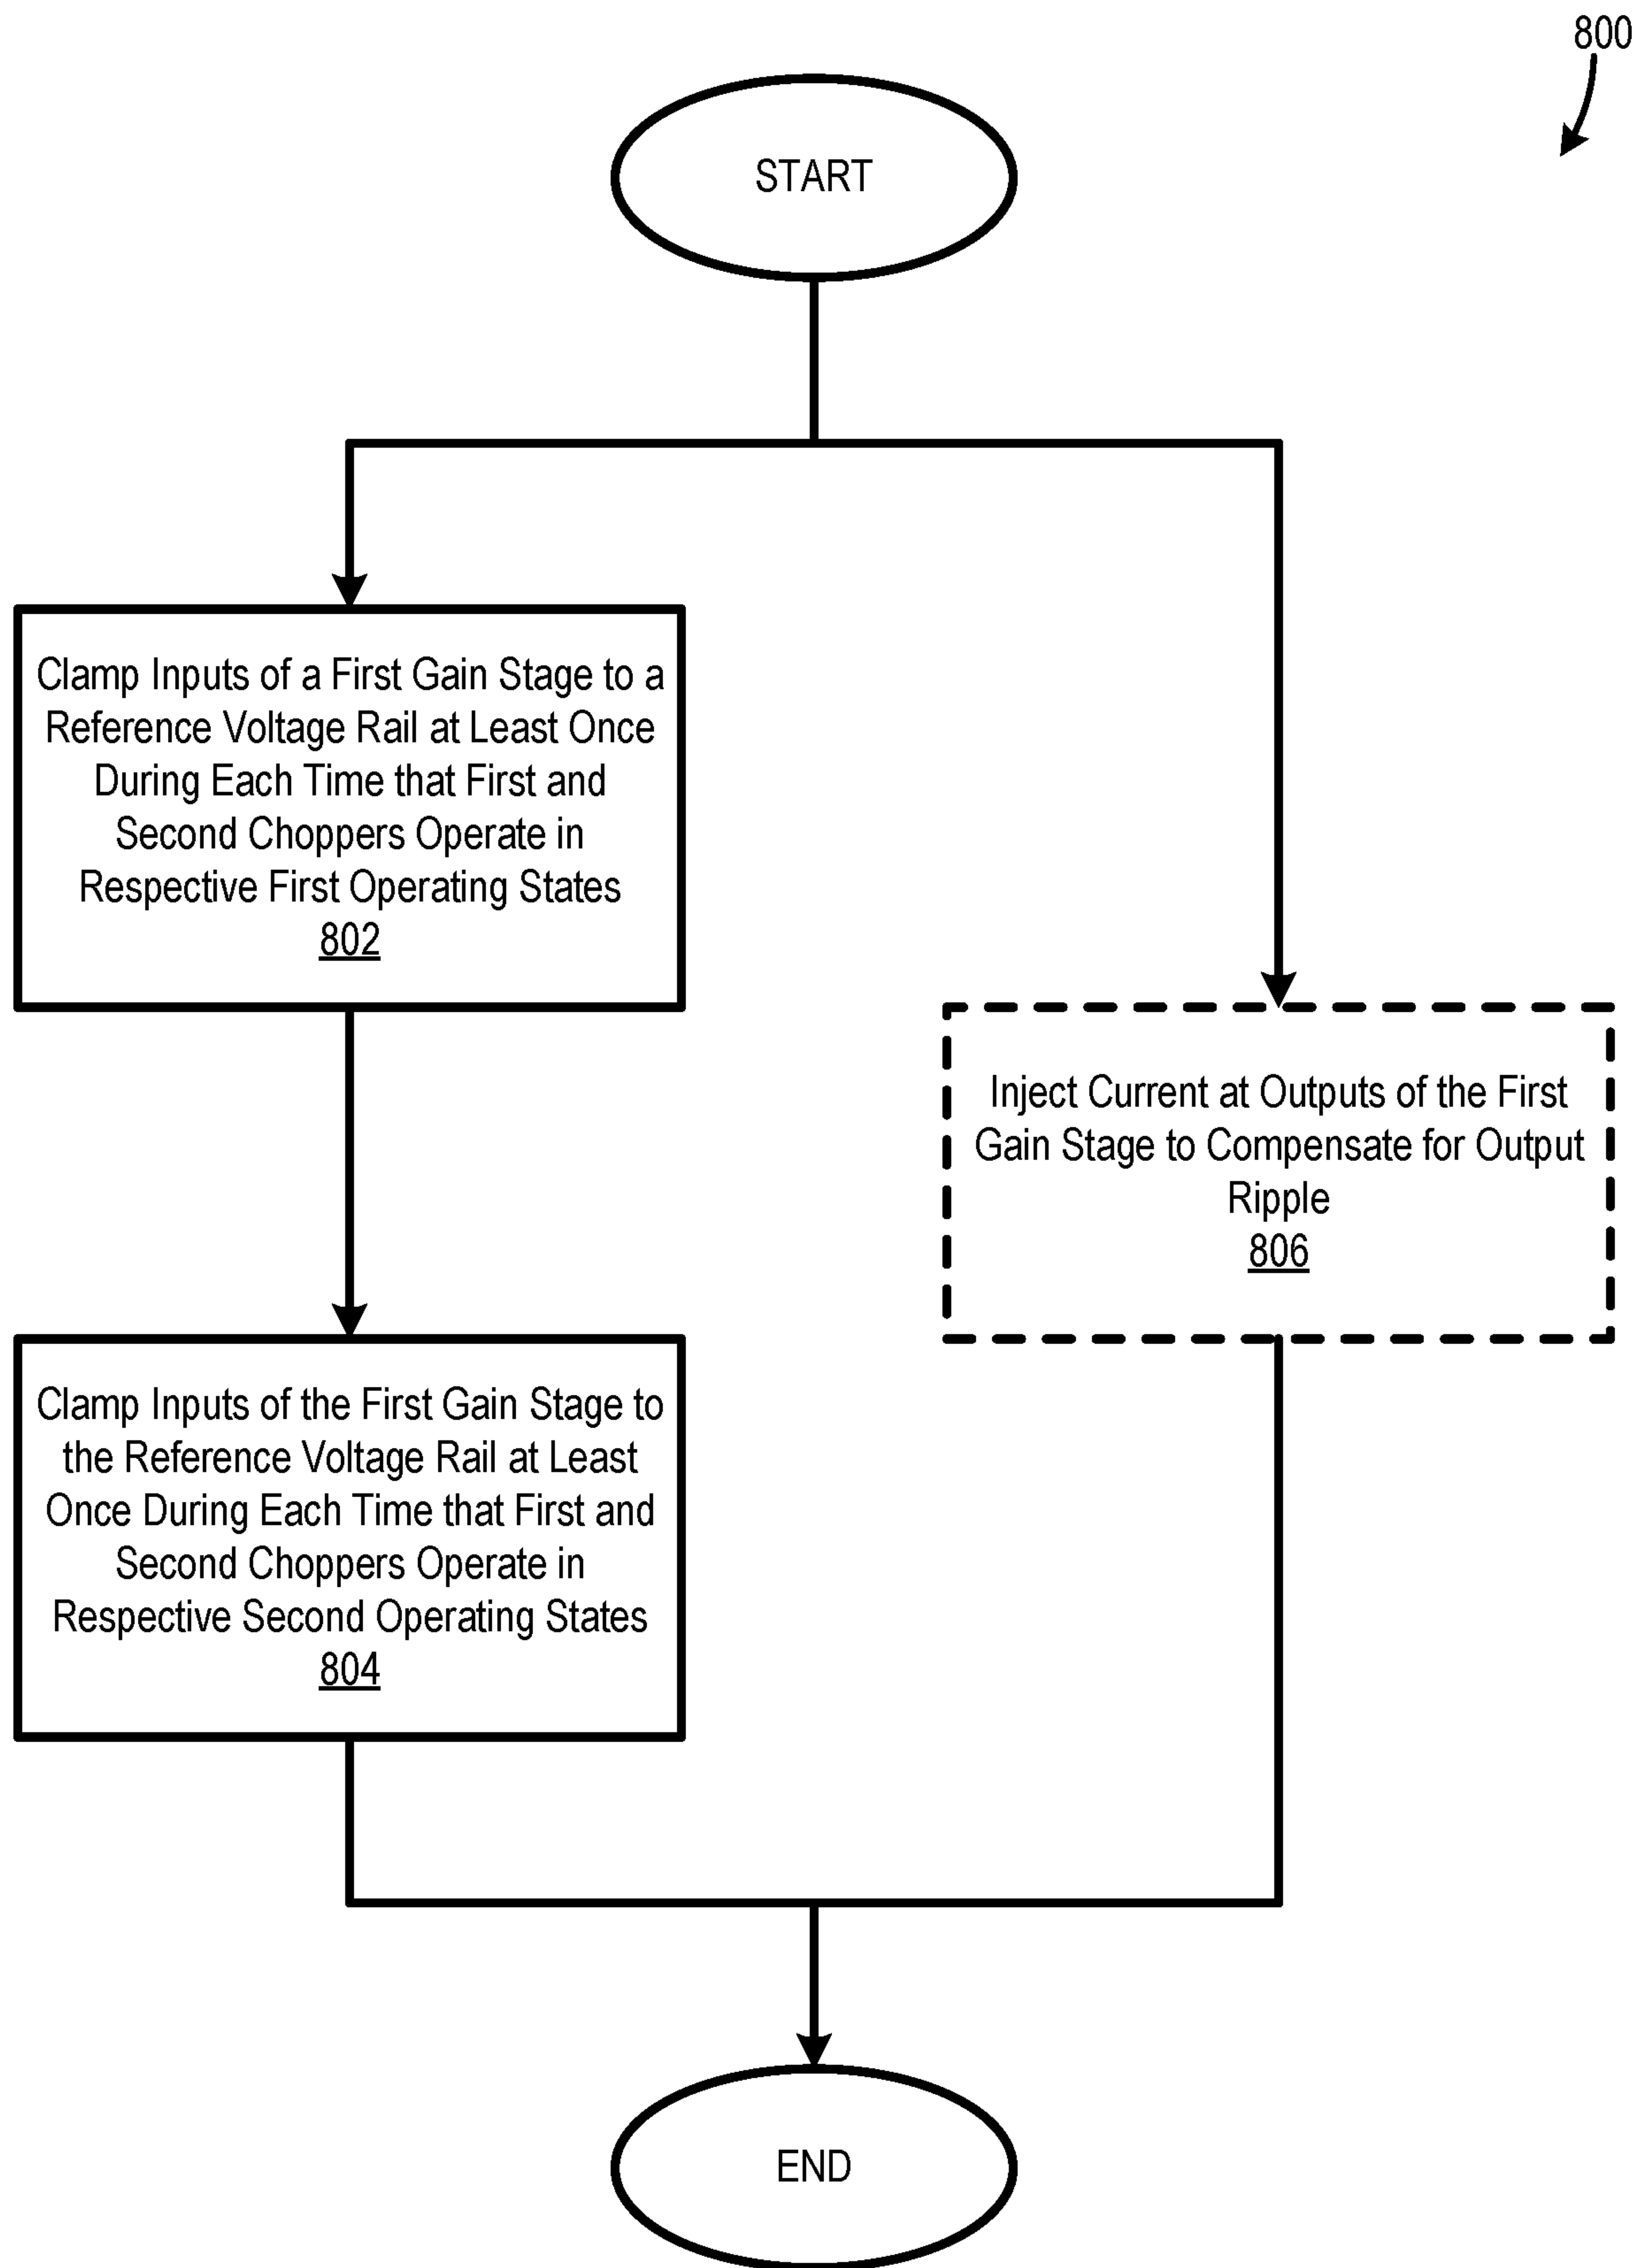 800
START
Clamp Inputs of a First Gain Stage to a
Reference Voltage Rail at Least Once
During Each Time that First and
Second Choppers Operate in
Respective First Operating States
802
Inject Current at Outputs of the First
Gain Stage to Compensate for Output
Ripple
806
Clamp Inputs of the First Gain Stage to
the Reference Voltage Rail at Least
Once During Each Time that First and
Second Choppers Operate in
Respective Second Operating States
804
END